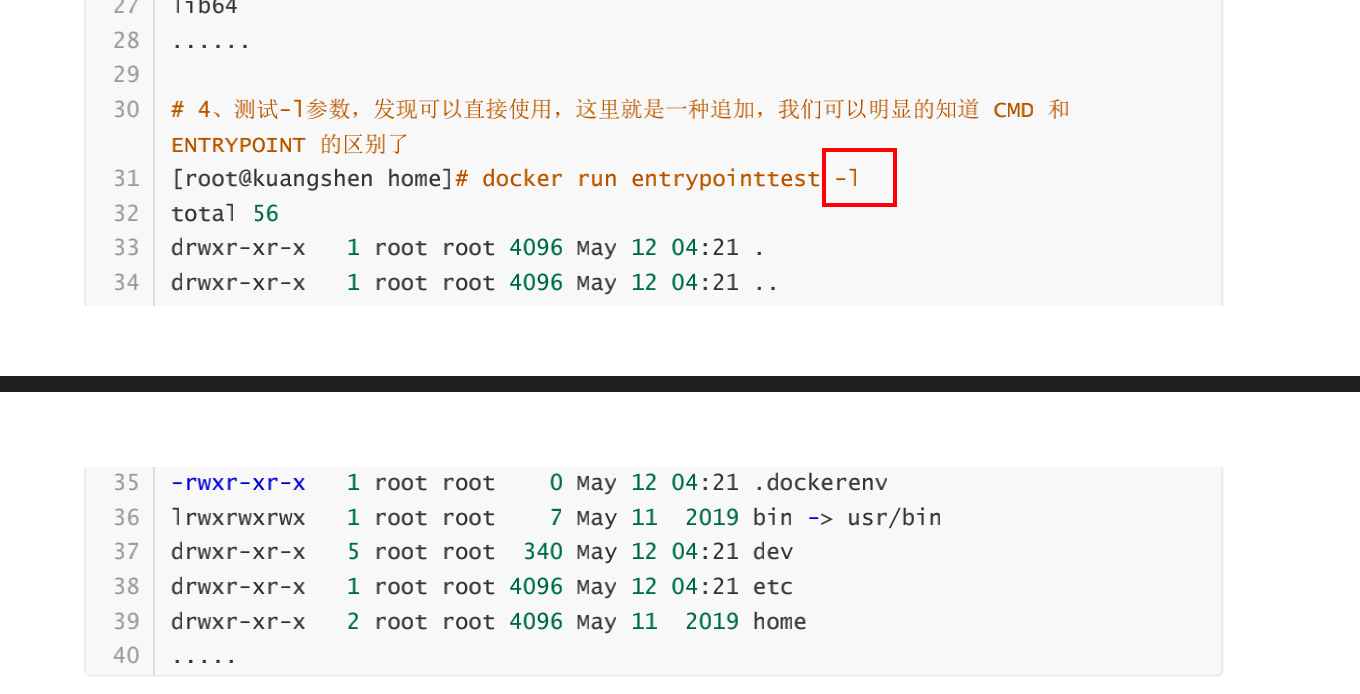 27 lib64
28 ......
29
30 # 4、测试-l参数，发现可以直接使用，这里就是一种追加，我们可以明显的知道 CMD 和
ENTRYPOINT 的区别了
31 [root@kuangshen home]# docker run entrypointtest -l
32 total 56
33 drwxr-xr-x   1 root root 4096 May 12 04:21 .
34 drwxr-xr-x   1 root root 4096 May 12 04:21 ..
35 -rwxr-xr-x   1 root root    0 May 12 04:21 .dockerenv
36 lrwxrwxrwx   1 root root    7 May 11  2019 bin -> usr/bin
37 drwxr-xr-x   5 root root  340 May 12 04:21 dev
38 drwxr-xr-x   1 root root 4096 May 12 04:21 etc
39 drwxr-xr-x   2 root root 4096 May 11  2019 home
40 .....